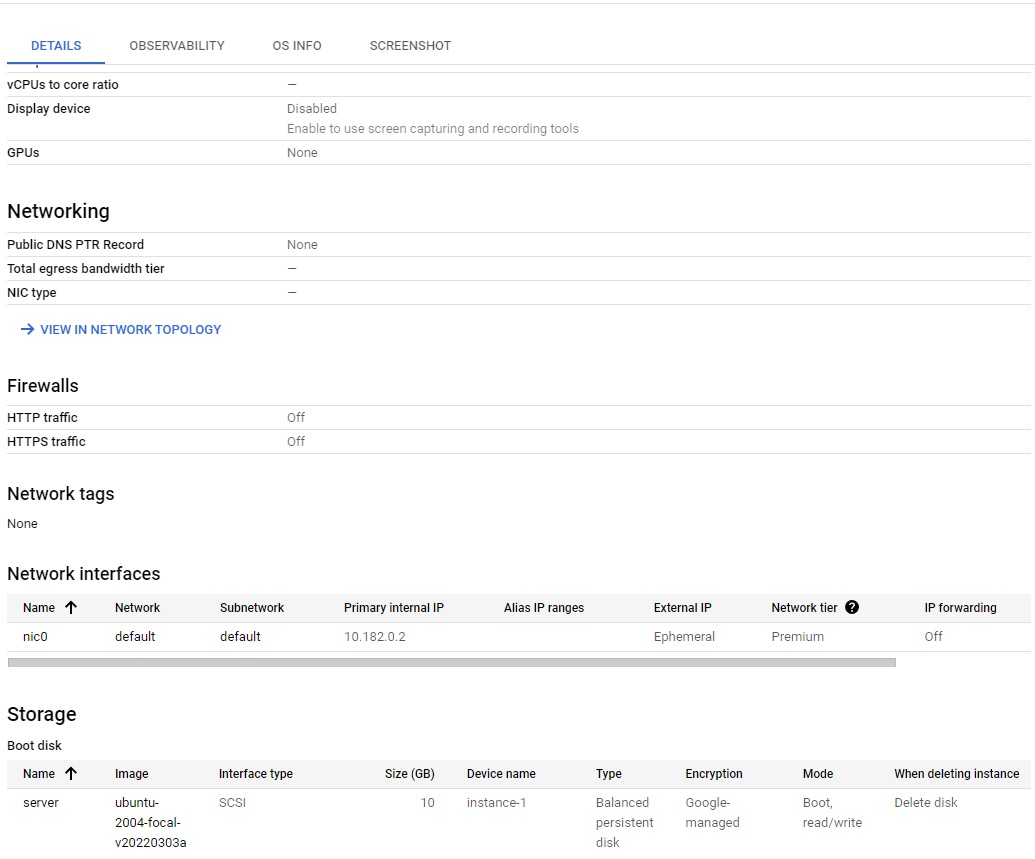 DETAILS OBSERVABILITY OS INFO SCREENSHOT
vCPUs to core ratio —
Display device Disabled
Enable to use screen capturing and recording tools
GPUs None
Networking
Public DNS PTR Record None
Total egress bandwidth tier —
NIC type —
→ VIEW IN NETWORK TOPOLOGY
Firewalls
HTTP traffic Off
HTTPS traffic Off
Network tags
None
Network interfaces
Name ↑ Network Subnetwork Primary internal IP Alias IP ranges External IP Network tier ? IP forwarding
nic0 default default 10.182.0.2 Ephemeral Premium Off
Storage
Boot disk
Name ↑ Image Interface type Size (GB) Device name Type Encryption Mode When deleting instance
server ubuntu- SCSI 10 instance-1 Balanced Google- Boot, Delete disk
2004-focal- persistent managed read/write
v20220303a disk